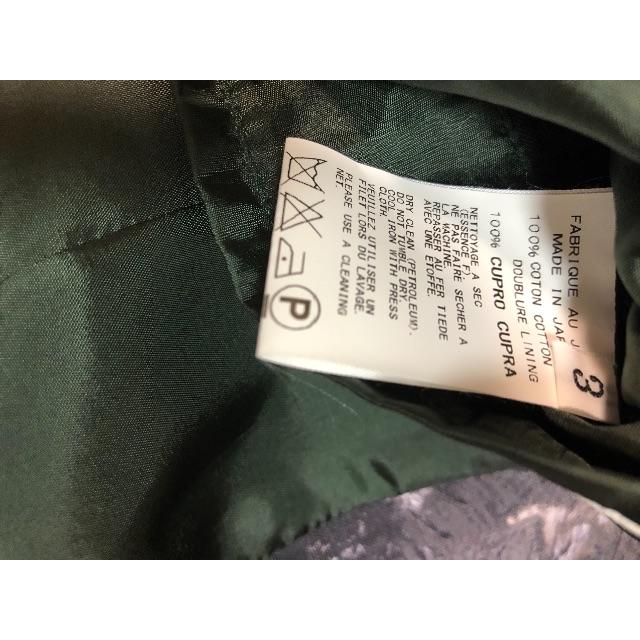 FABRIQUE AU J
MADE IN JAP
3
100% COTON COTTON
DOUBLURE LINING
100% CUPRO CUPRA
NETTOYAGE A SEC
(ESSENCE F).
NE PAS FAIRE SECHER A
LA MACHINE.
REPASSER AU FER TIEDE
AVEC UNE ETOFFE.
DRY CLEAN (PETROLEUM).
DO NOT TUMBLE DRY.
COOL IRON WITH PRESS
CLOTH.
VEUILLEZ UTILISER UN
FILET LORS DU LAVAGE.
PLEASE USE A CLEANING
NET.
P